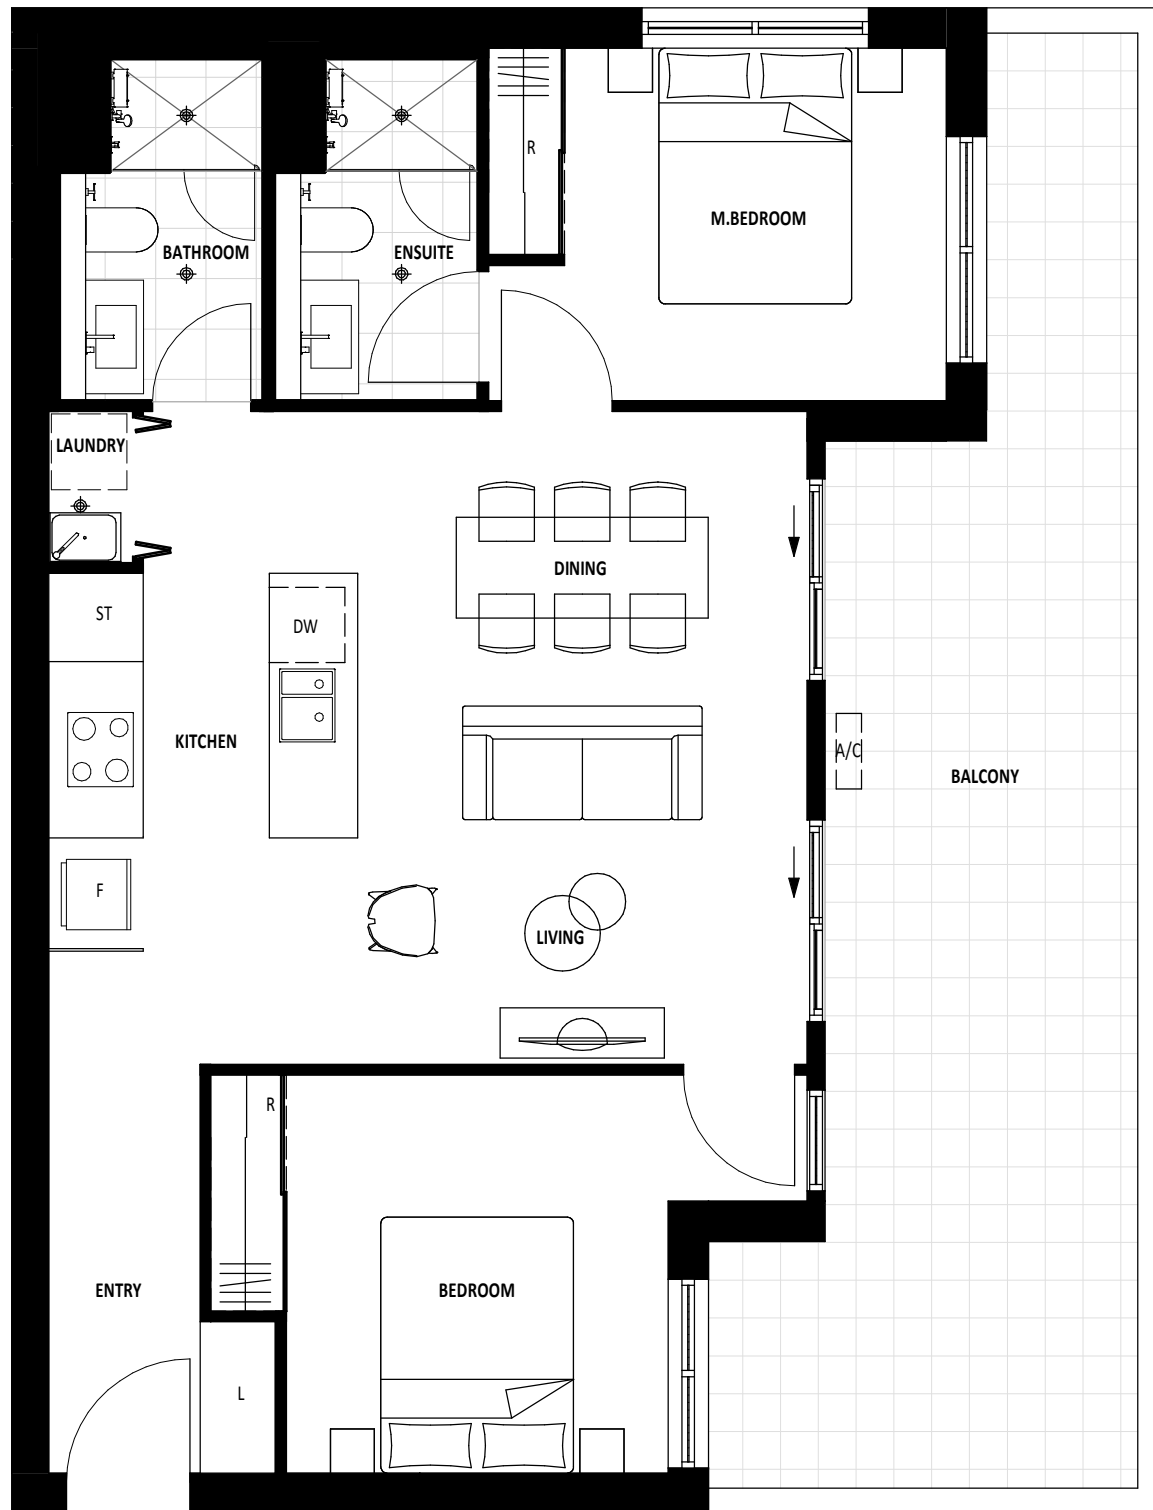 R
M.BEDROOM
BATHROOM
ENSUITE
LAUNDRY
DINING
ST
DW
KITCHEN
A/C
BALCONY
F
LIVING
R
ENTRY
BEDROOM
L